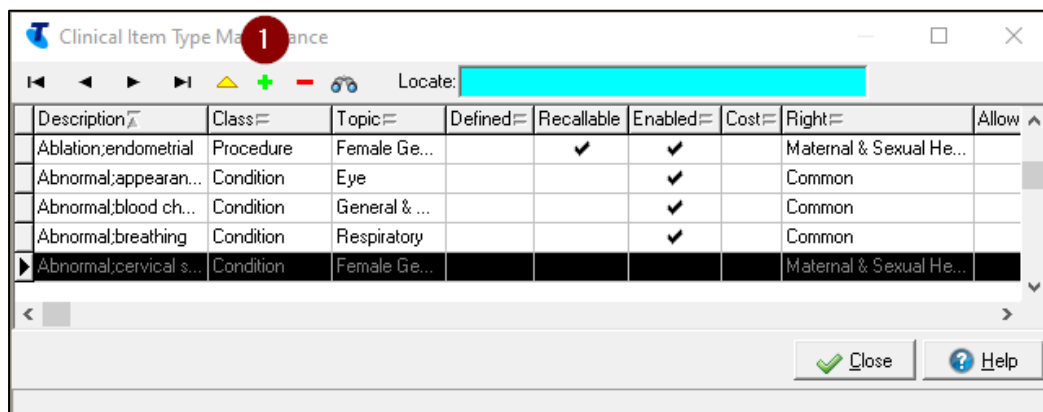 Clinical Item Type Ma 1 ance
Locate:
Description Class Topic Defined Recallable Enabled Cost Right Allow
Ablation;endometrial Procedure Female Ge... Maternal & Sexual He...
Abnormal;appearan... Condition Eye Common
Abnormal;blood ch... Condition General & ... Common
Abnormal;breathing Condition Respiratory Common
Abnormal;cervical s... Condition Female Ge... Maternal & Sexual He...
Close Help